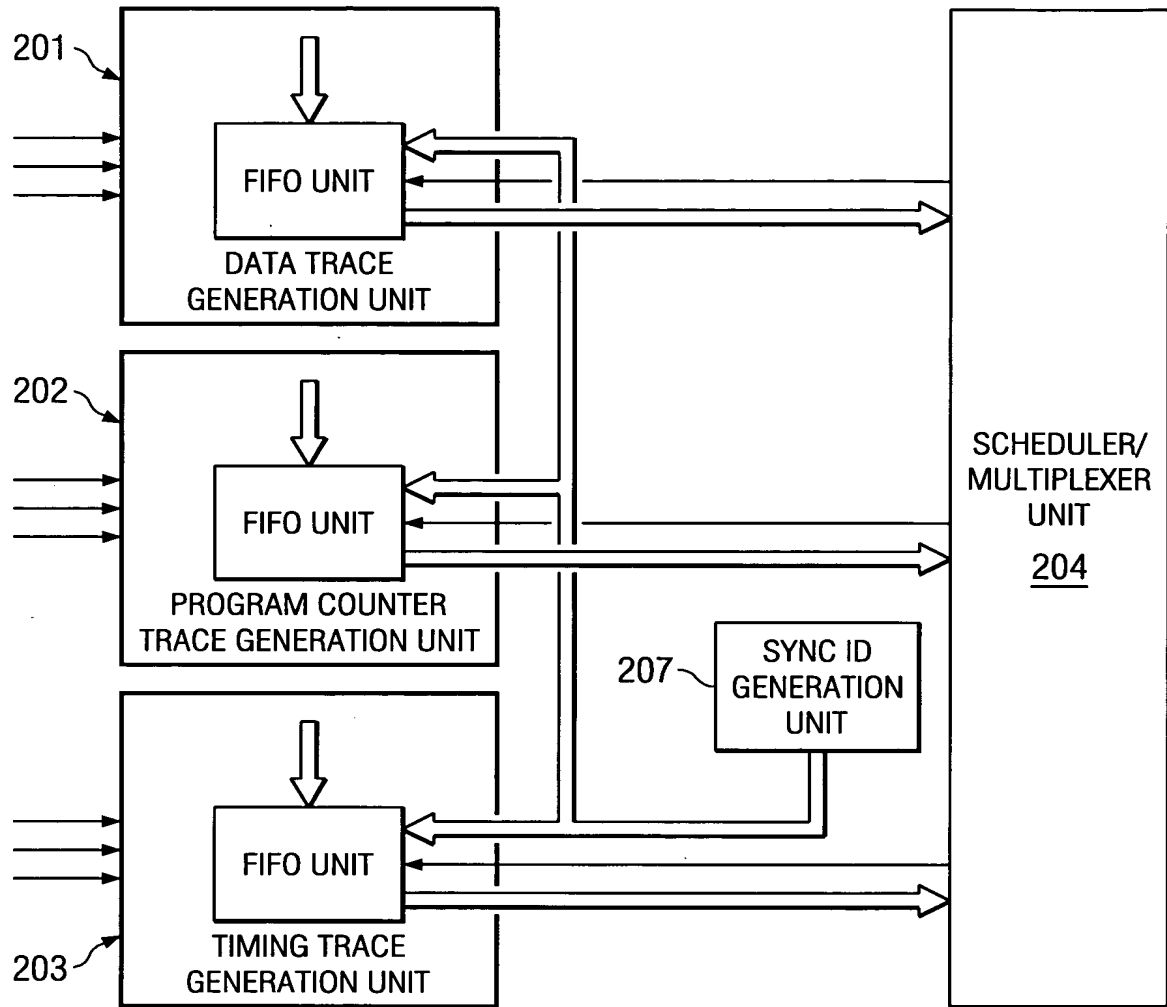 201
FIFO UNIT
DATA TRACE
GENERATION UNIT
202
FIFO UNIT
PROGRAM COUNTER
TRACE GENERATION UNIT
203
FIFO UNIT
TIMING TRACE
GENERATION UNIT
207
SYNC ID
GENERATION
UNIT
SCHEDULER/
MULTIPLEXER
UNIT
204